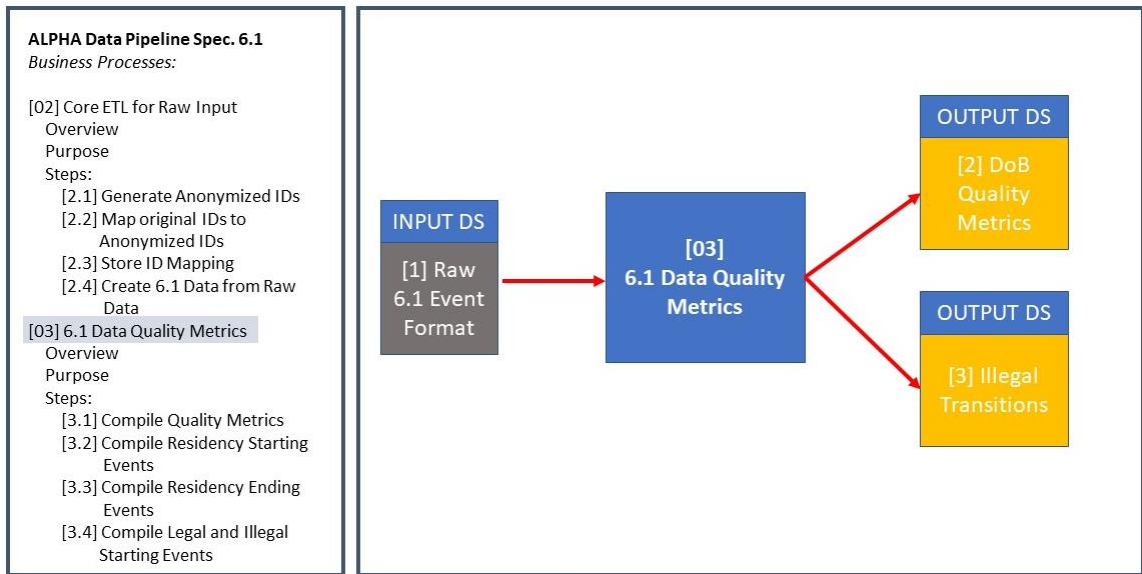 ALPHA Data Pipeline Spec. 6.1
Business Processes:
[02] Core ETL for Raw Input
Overview
Purpose
Steps:
[2.1] Generate Anonymized IDs
[2.2] Map original IDs to
Anonymized IDs
[2.3] Store ID Mapping
[2.4] Create 6.1 Data from Raw
Data
[03] 6.1 Data Quality Metrics
Overview
Purpose
Steps:
[3.1] Compile Quality Metrics
[3.2] Compile Residency Starting
Events
[3.3] Compile Residency Ending
Events
[3.4] Compile Legal and Illegal
Starting Events
INPUT DS
[1] Raw
6.1 Event
Format
[03]
6.1 Data Quality
Metrics
OUTPUT DS
[2] DoB
Quality
Metrics
OUTPUT DS
[3] Illegal
Transitions